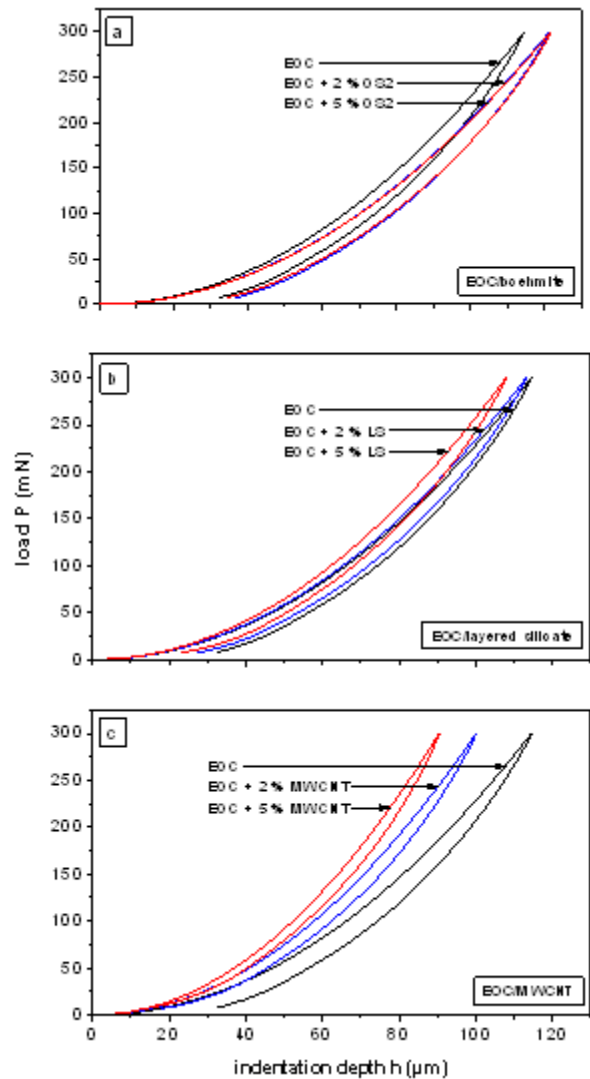 a
300
250
200
150
100
50
0
EOC
EOC + 2 % OS2
EOC + 5 % OS2
EOC/boehmite
b
300
250
200
150
100
50
0
EOC
EOC + 2 % LS
EOC + 5 % LS
EOC/layered silicate
load P (mN)
c
300
250
200
150
100
50
0
EOC
EOC + 2 % MWCNT
EOC + 5 % MWCNT
EOC/MWCNT
0 20 40 60 80 100 120
indentation depth h (µm)